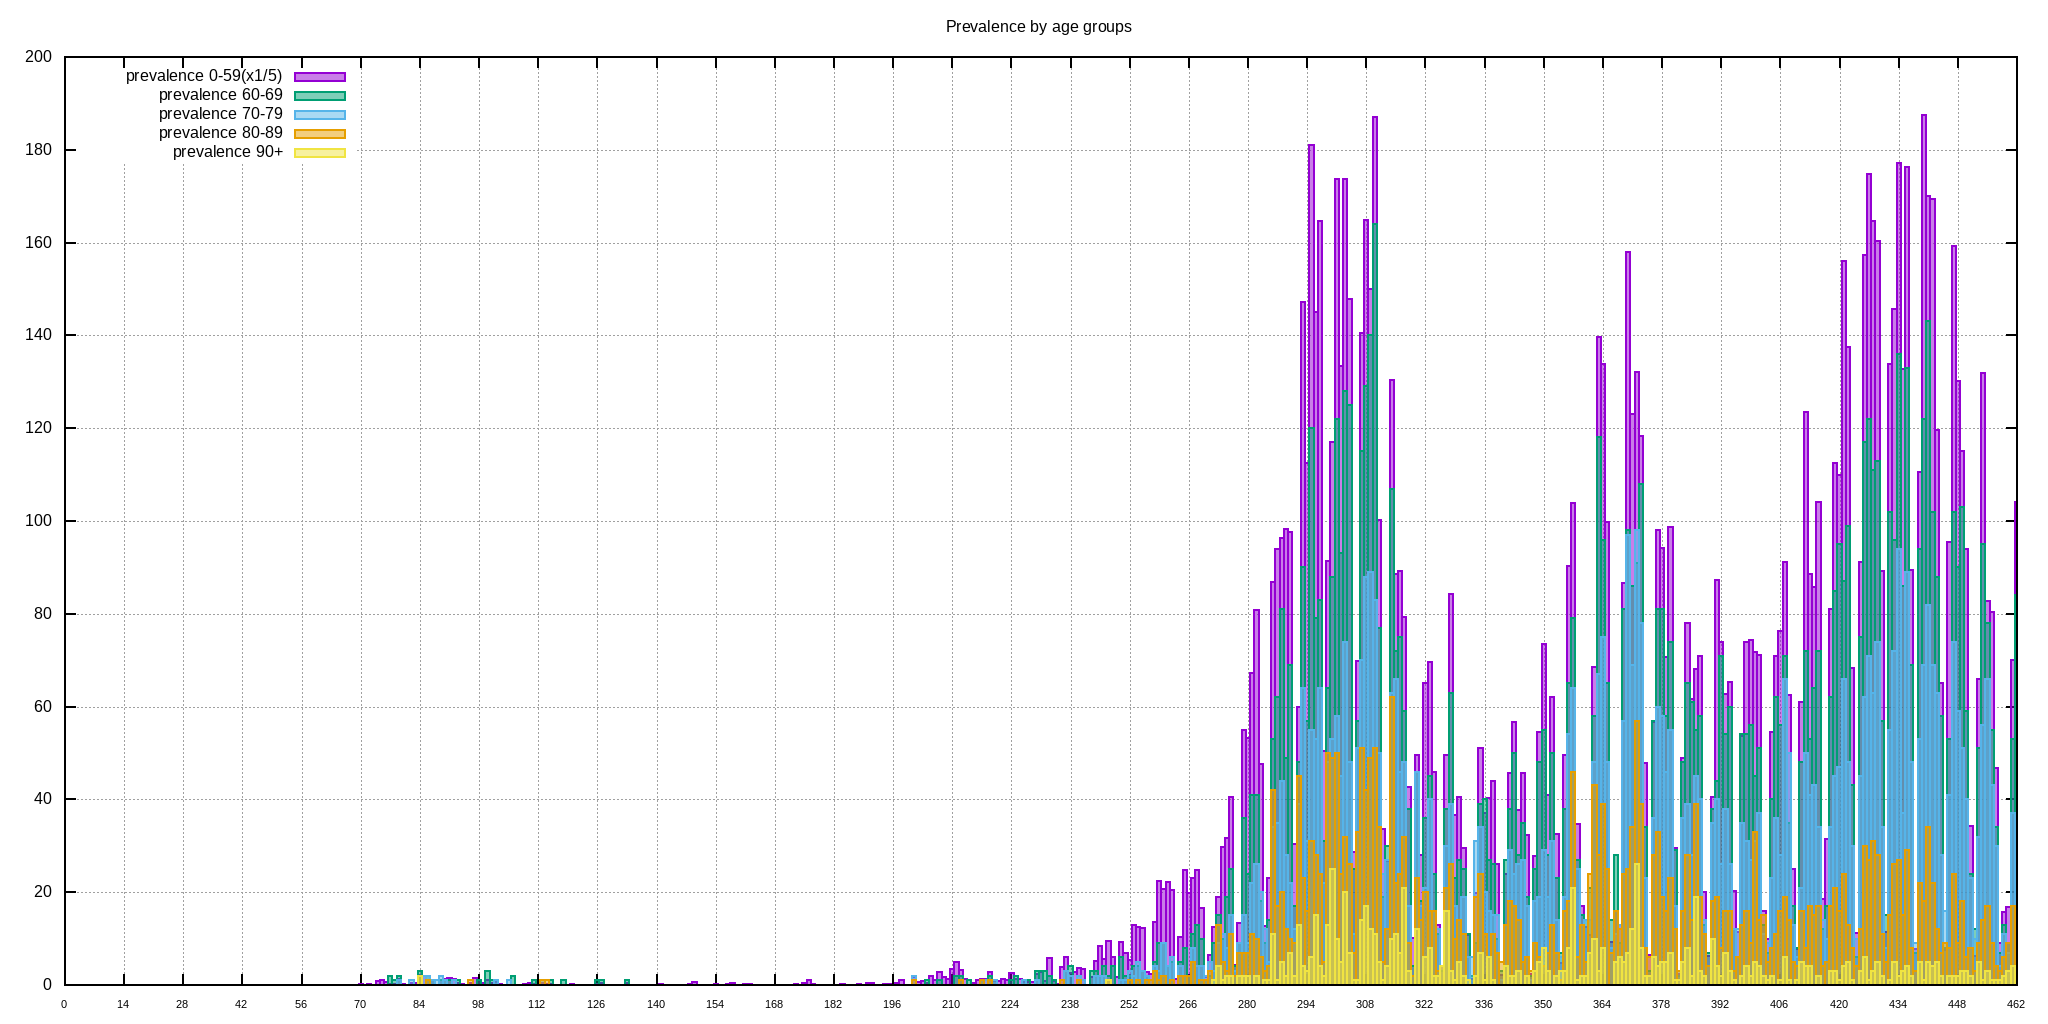 Prevalence by age groups
200
180
160
140
120
100
80
60
40
20
0
prevalence 0-59(x1/5)
prevalence 60-69
prevalence 70-79
prevalence 80-89
prevalence 90+
0 14 28 42 56 70 84 98 112 126 140 154 168 182 196 210 224 238 252 266 280 294 308 322 336 350 364 378 392 406 420 434 448 462